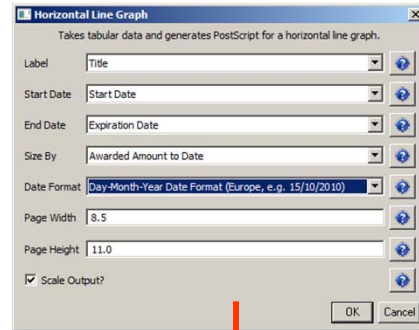 Horizontal Line Graph
Takes tabular data and generates PostScript for a horizontal line graph.
Label Title
Start Date Start Date
End Date Expiration Date
Size By Awarded Amount to Date
Date Format Day-Month-Year Date Format (Europe, e.g. 15/10/2010)
Page Width 8.5
Page Height 11.0
Scale Output?
OK Cancel